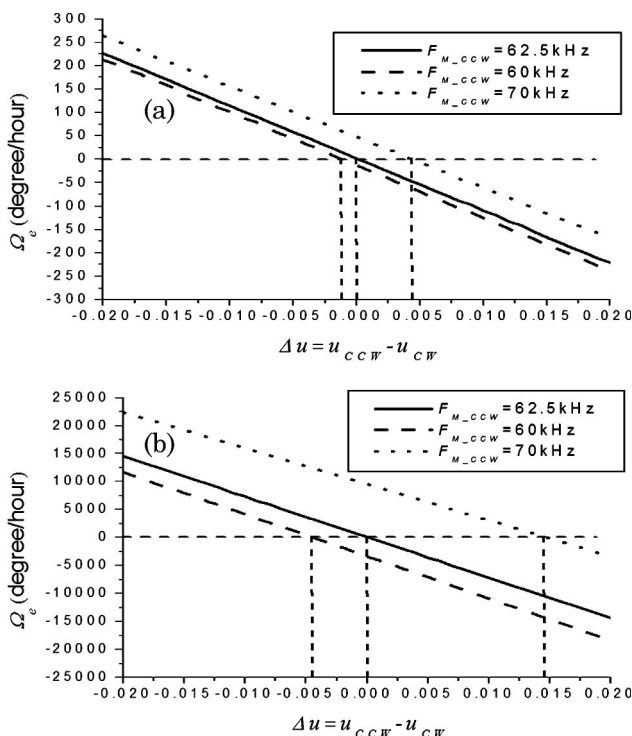 300
250
200
150
100
50
0
-50
-100
-150
-200
-250
300
Ωₑ (degree/hour)
(a)
F_M_CCW=62.5kHz
F_M_CCW=60kHz
F_M_CCW=70kHz
-0.020 -0.015 -0.010 -0.005 0.000 0.005 0.010 0.015 0.020
Δu=u_CCW-u_CW
25000
20000
15000
10000
5000
0
-5000
-10000
-15000
-20000
25000
Ωₑ (degree/hour)
(b)
F_M_CCW=62.5kHz
F_M_CCW=60kHz
F_M_CCW=70kHz
-0.020 -0.015 -0.010 -0.005 0.000 0.005 0.010 0.015 0.020
Δu=u_CCW-u_CW